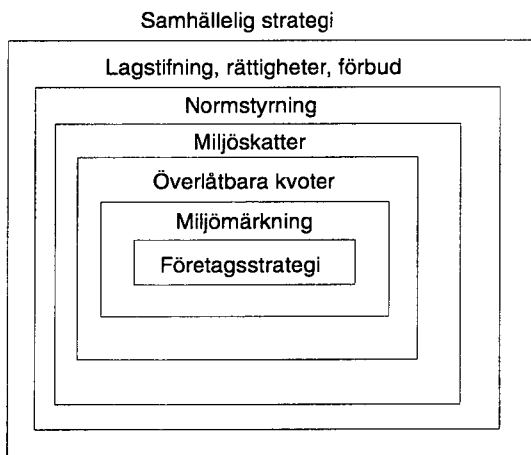 Samhällelig strategi
Lagstifning, rättigheter, förbud
Normstyrning
Miljöskatter
Överlåtbara kvoter
Miljömärkning
Företagsstrategi